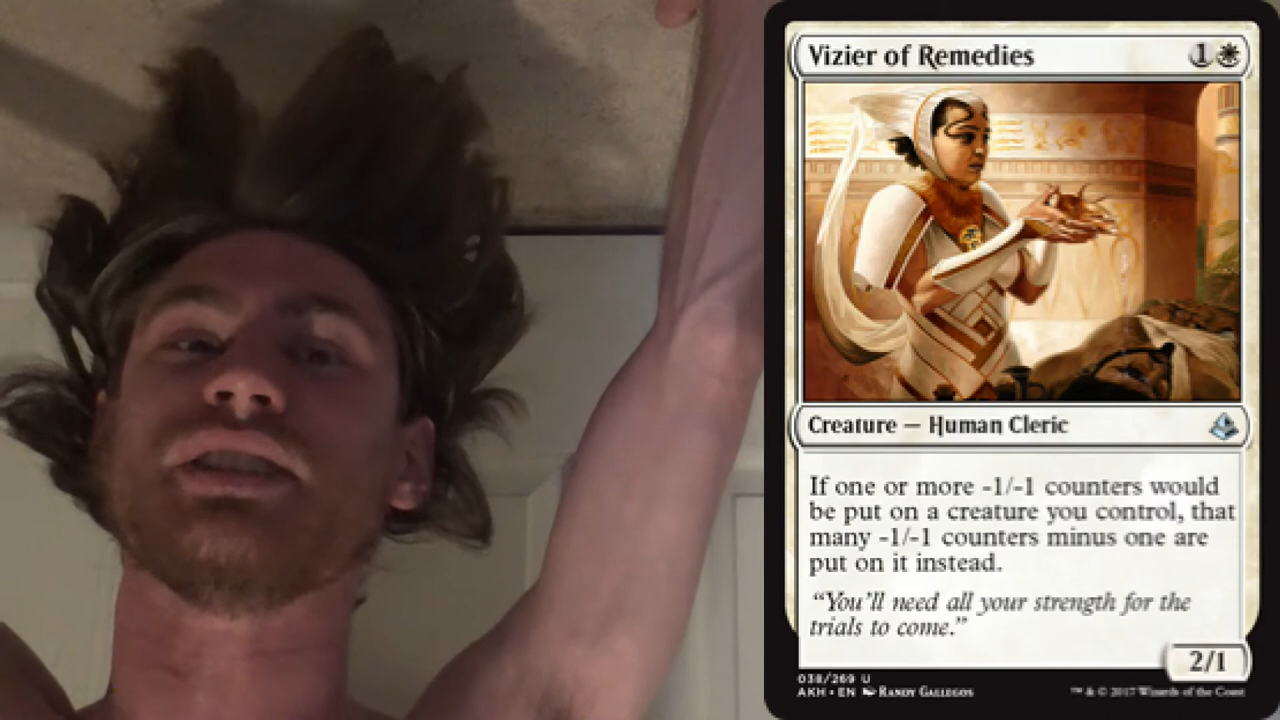 Vizier of Remedies 1
Creature — Human Cleric
If one or more -1/-1 counters would
be put on a creature you control, that
many -1/-1 counters minus one are
put on it instead.
“You’ll need all your strength for the
trials to come.”
2/1
038/269 U
AKH • EN Randy Gallegos
™ & © 2017 Wizards of the Coast